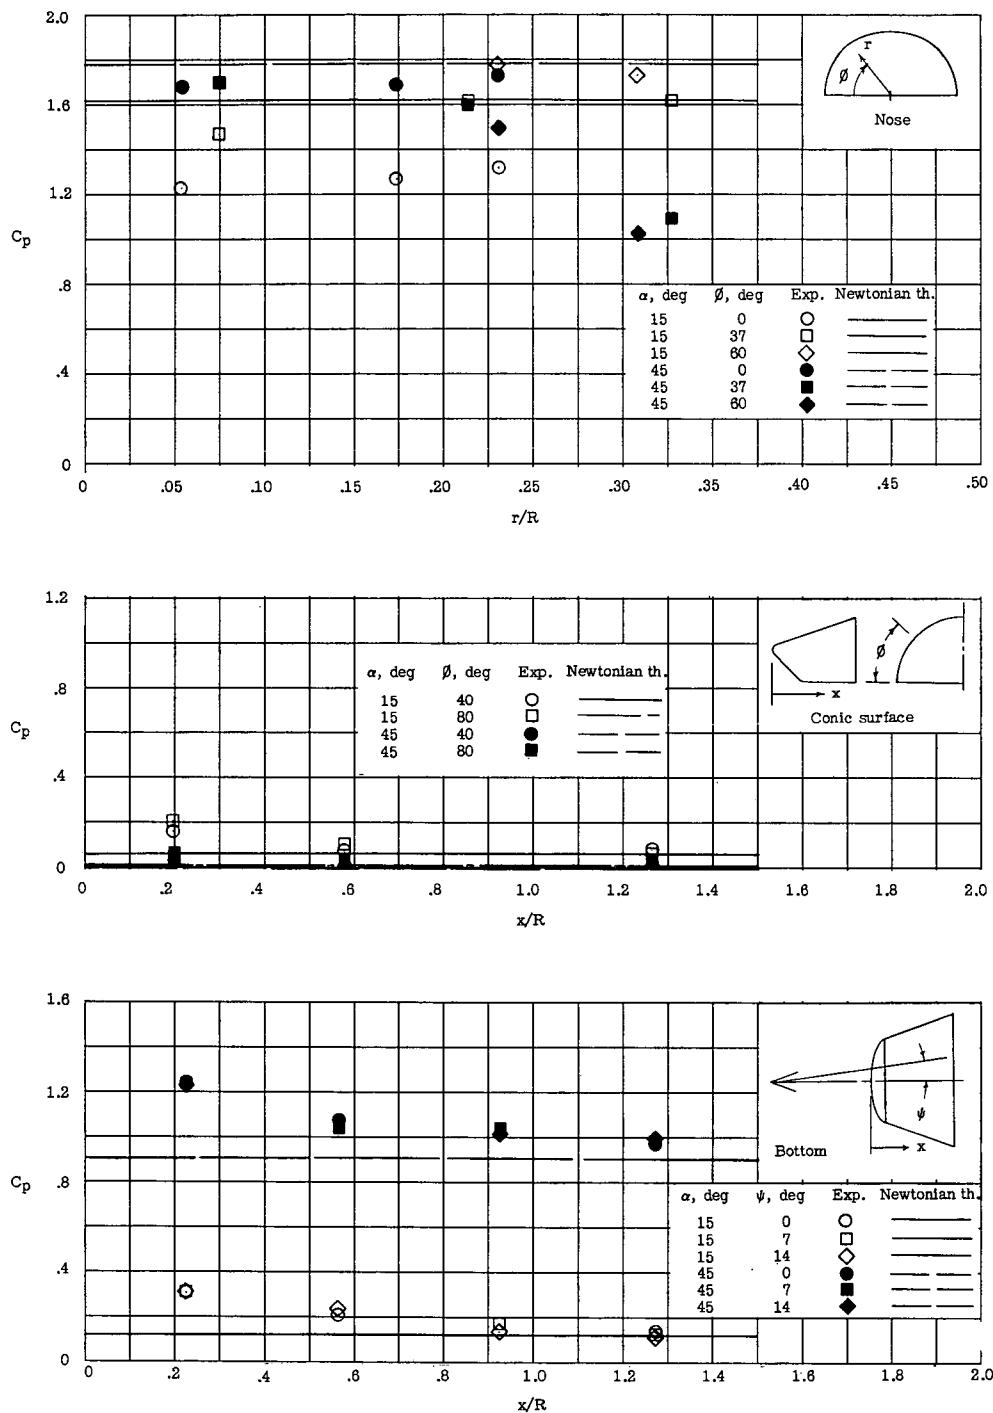 2.0
1.6
1.2
Cp
.8
.4
0
0 .05 .10 .15 .20 .25 .30 .35 .40 .45 .50
r/R
r
ø
Nose
α, deg ø, deg Exp. Newtonian th.
15 0
15 37
15 60
45 0
45 37
45 60
1.2
.8
Cp
.4
0
0 .2 .4 .6 .8 1.0 1.2 1.4 1.6 1.8 2.0
x/R
α, deg ø, deg Exp. Newtonian th.
15 40
15 80
45 40
45 80
ø
x
Conic surface
1.6
1.2
Cp
.8
.4
0
0 .2 .4 .6 .8 1.0 1.2 1.4 1.6 1.8 2.0
x/R
ψ
x
Bottom
α, deg ψ, deg Exp. Newtonian th.
15 0
15 7
15 14
45 0
45 7
45 14